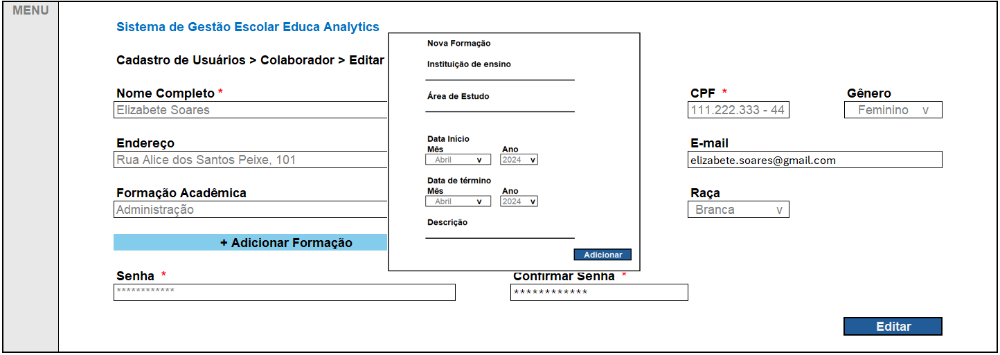 MENU
Sistema de Gestão Escolar Educa Analytics
Cadastro de Usários > Colaborador > Editar
Nome Completo *
Elizabete Soares
CPF *
111.222.333 - 44
Gênero
Feminino v
Endereço
Rua Alice dos Santos Peixe, 101
E-mail
elizabete.soares@gmail.com
Formação Acadêmica
Administração
Raça
Branca v
+ Adicionar Formação
Nova Formação
Instituição de ensino
Área de Estudo
Data Início
Mês Ano
Abril v 2024 v
Data de término
Mês Ano
Abril v 2024 v
Descrição
Adicionar
Senha *
************
Confirmar Senha *
************
Editar